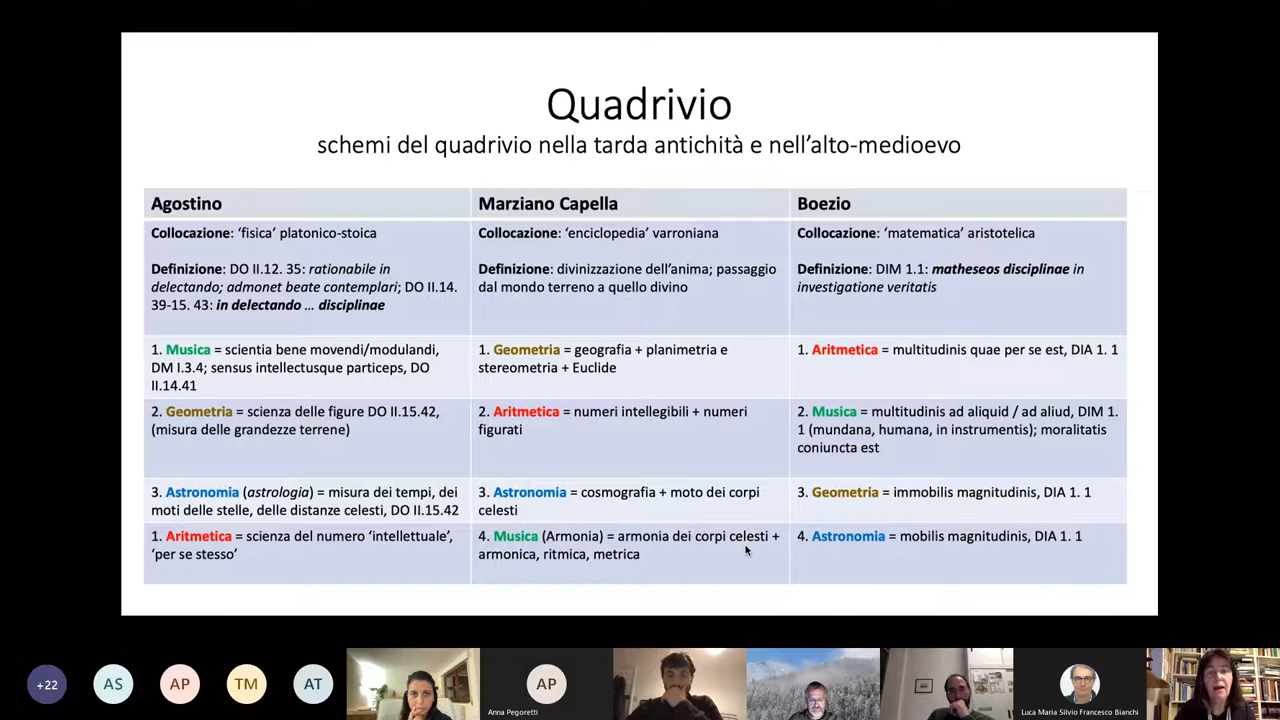 Quadrivio
schemi del quadrivio nella tarda antichità e nell'alto-medioevo
Agostino
Marziano Capella
Boezio
Collocazione: 'fisica' platonico-stoica
Definizione: DO II.12. 35: rationabile in
delectando; admonet beate contemplari; DO II.14.
39-15. 43: in delectando … disciplinae
Collocazione: 'enciclopedia' varroniana
Definizione: divinizzazione dell'anima; passaggio
dal mondo terreno a quello divino
Collocazione: 'matematica' aristotelica
Definizione: DIM 1.1: matheseos disciplinae in
investigatione veritatis
1. Musica = scientia bene movendi/modulandi,
DM I.3.4; sensus intellectusque particeps, DO
II.14.41
1. Geometria = geografia + planimetria e
stereometria + Euclide
1. Aritmetica = multitudinis quae per se est, DIA 1. 1
2. Geometria = scienza delle figure DO II.15.42,
(misura delle grandezze terrene)
2. Aritmetica = numeri intellegibili + numeri
figurati
2. Musica = multitudinis ad aliquid / ad aliud, DIM 1.
1 (mundana, humana, in instrumentis); moralitatis
coniuncta est
3. Astronomia (astrologia) = misura dei tempi, dei
moti delle stelle, delle distanze celesti, DO II.15.42
3. Astronomia = cosmografia + moto dei corpi
celesti
3. Geometria = immobilis magnitudinis, DIA 1. 1
1. Aritmetica = scienza del numero 'intellettuale',
'per se stesso'
4. Musica (Armonia) = armonia dei corpi celesti +
armonica, ritmica, metrica
4. Astronomia = mobilis magnitudinis, DIA 1. 1
+22
AS
AP
TM
AT
AP
Anna Pegoretti
Luca Maria Silvio Francesco Bianchi